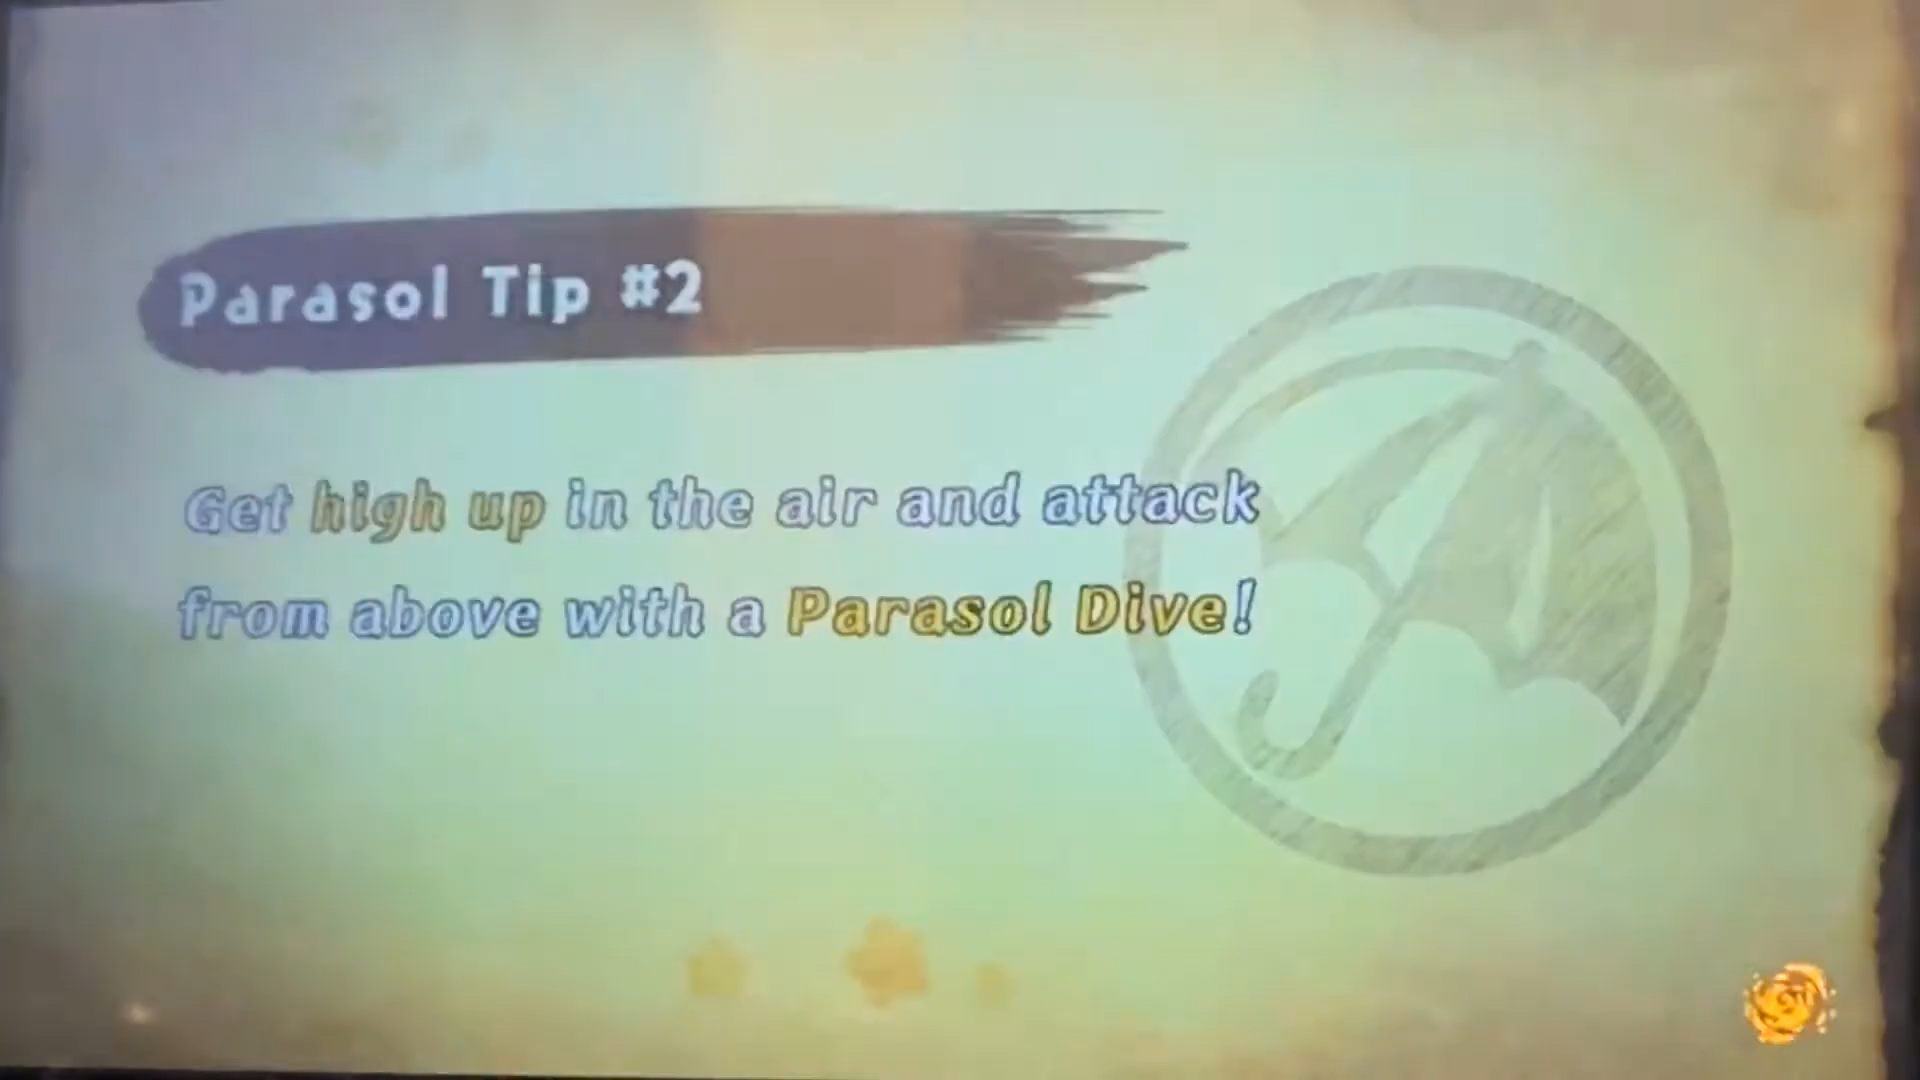 Parasol Tip #2
Get high up in the air and attack
from above with a Parasol Dive!